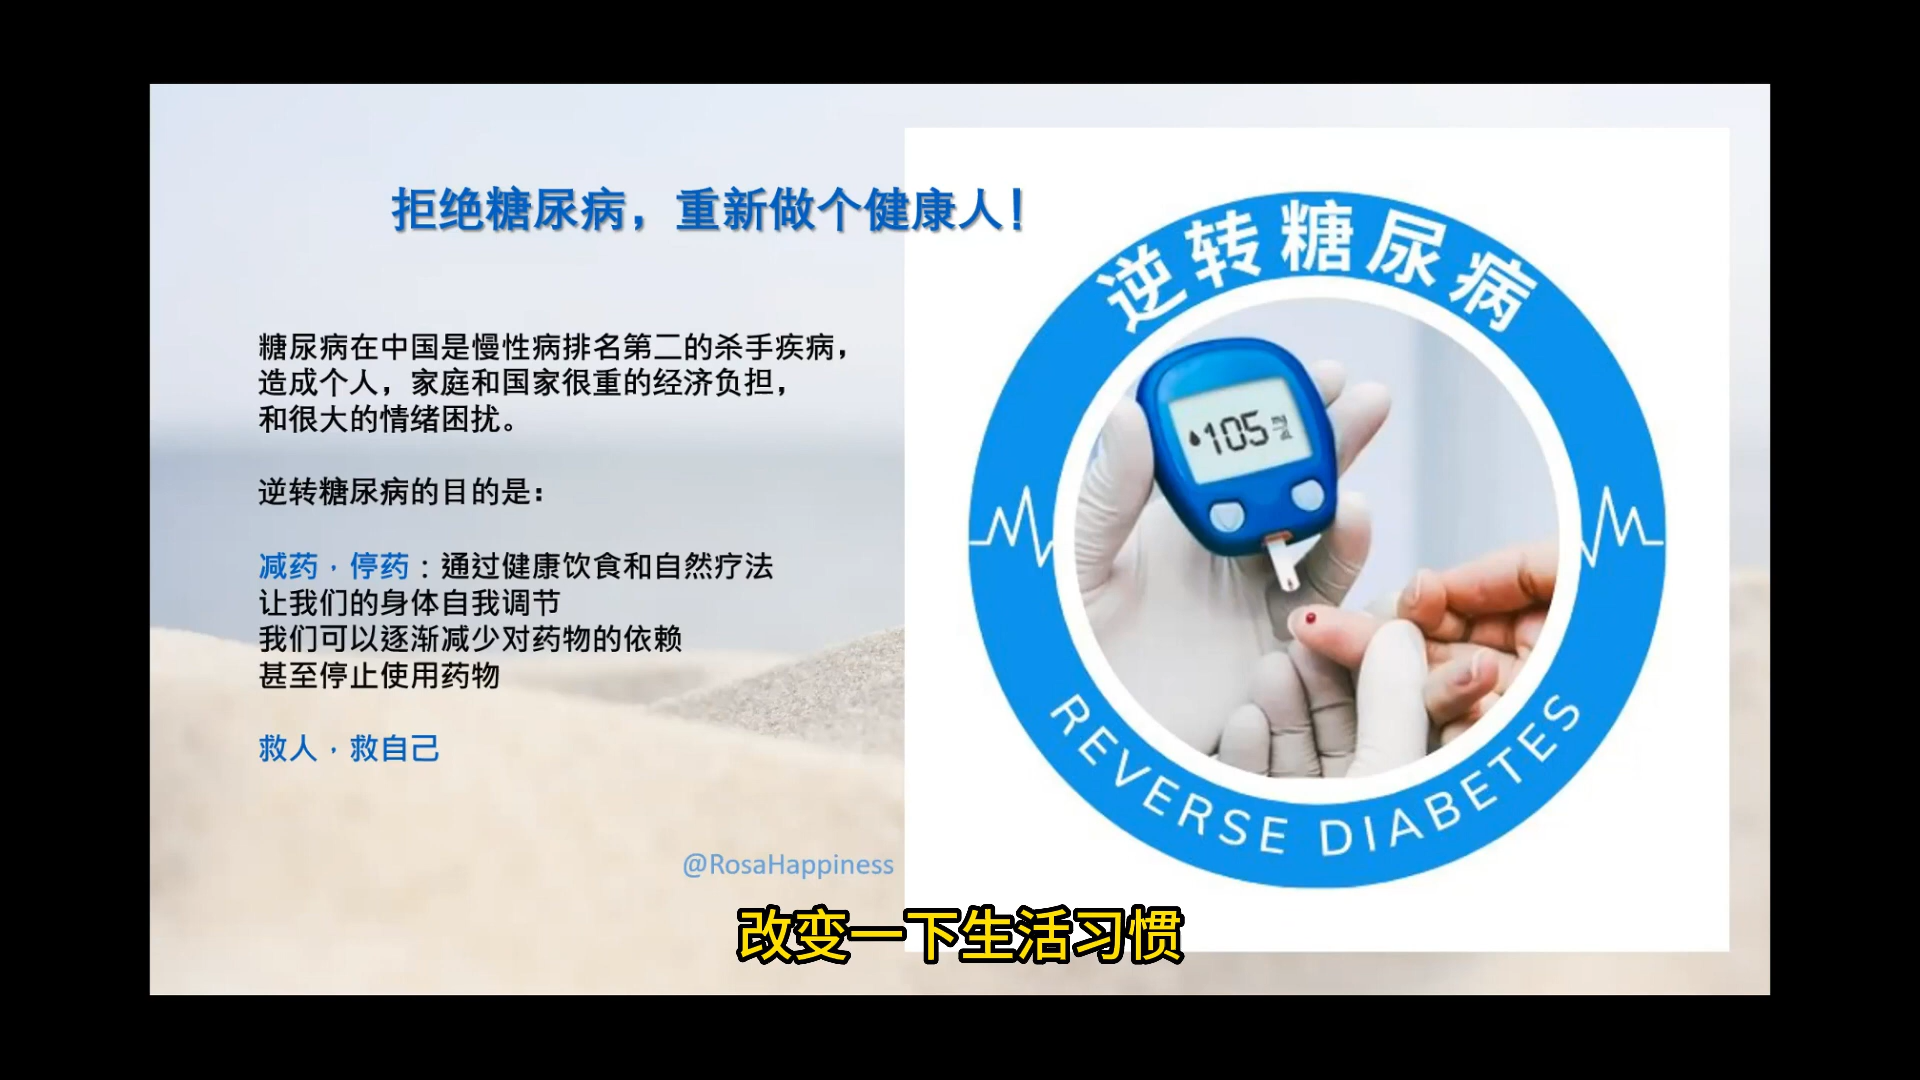 拒绝糖尿病，重新做个健康人！
糖尿病在中国是慢性病排名第二的杀手疾病，
造成个人，家庭和国家很重的经济负担，
和很大的情绪困扰。
逆转糖尿病的目的是：
减药，停药：通过健康饮食和自然疗法
让我们的身体自我调节
我们可以逐渐减少对药物的依赖
甚至停止使用药物
救人，救自己
@RosaHappiness
逆转糖尿病
105 mg/dL
REVERSE DIABETES
改变一下生活习惯